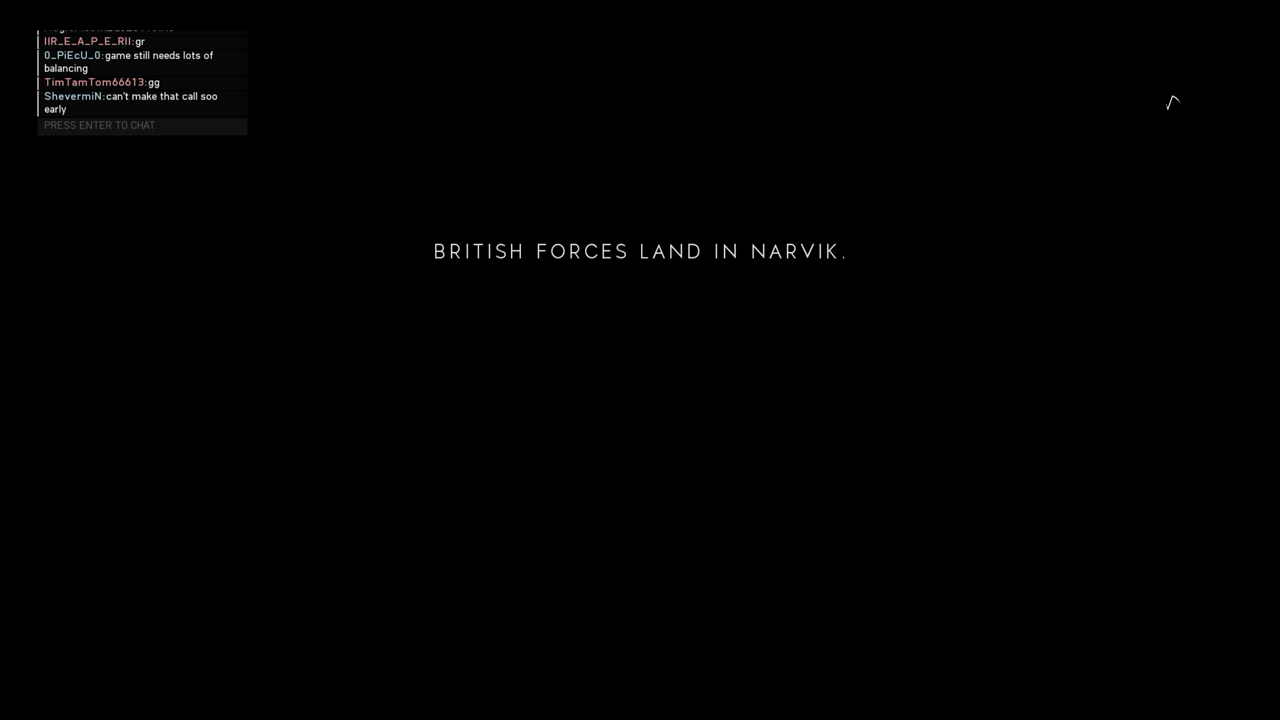 IIR_E_A_P_E_RII:gr
0_PiEcU_0:game still needs lots of
balancing
TimTamTom66613:gg
ShevermiN:can't make that call soo
early
PRESS ENTER TO CHAT
BRITISH FORCES LAND IN NARVIK.